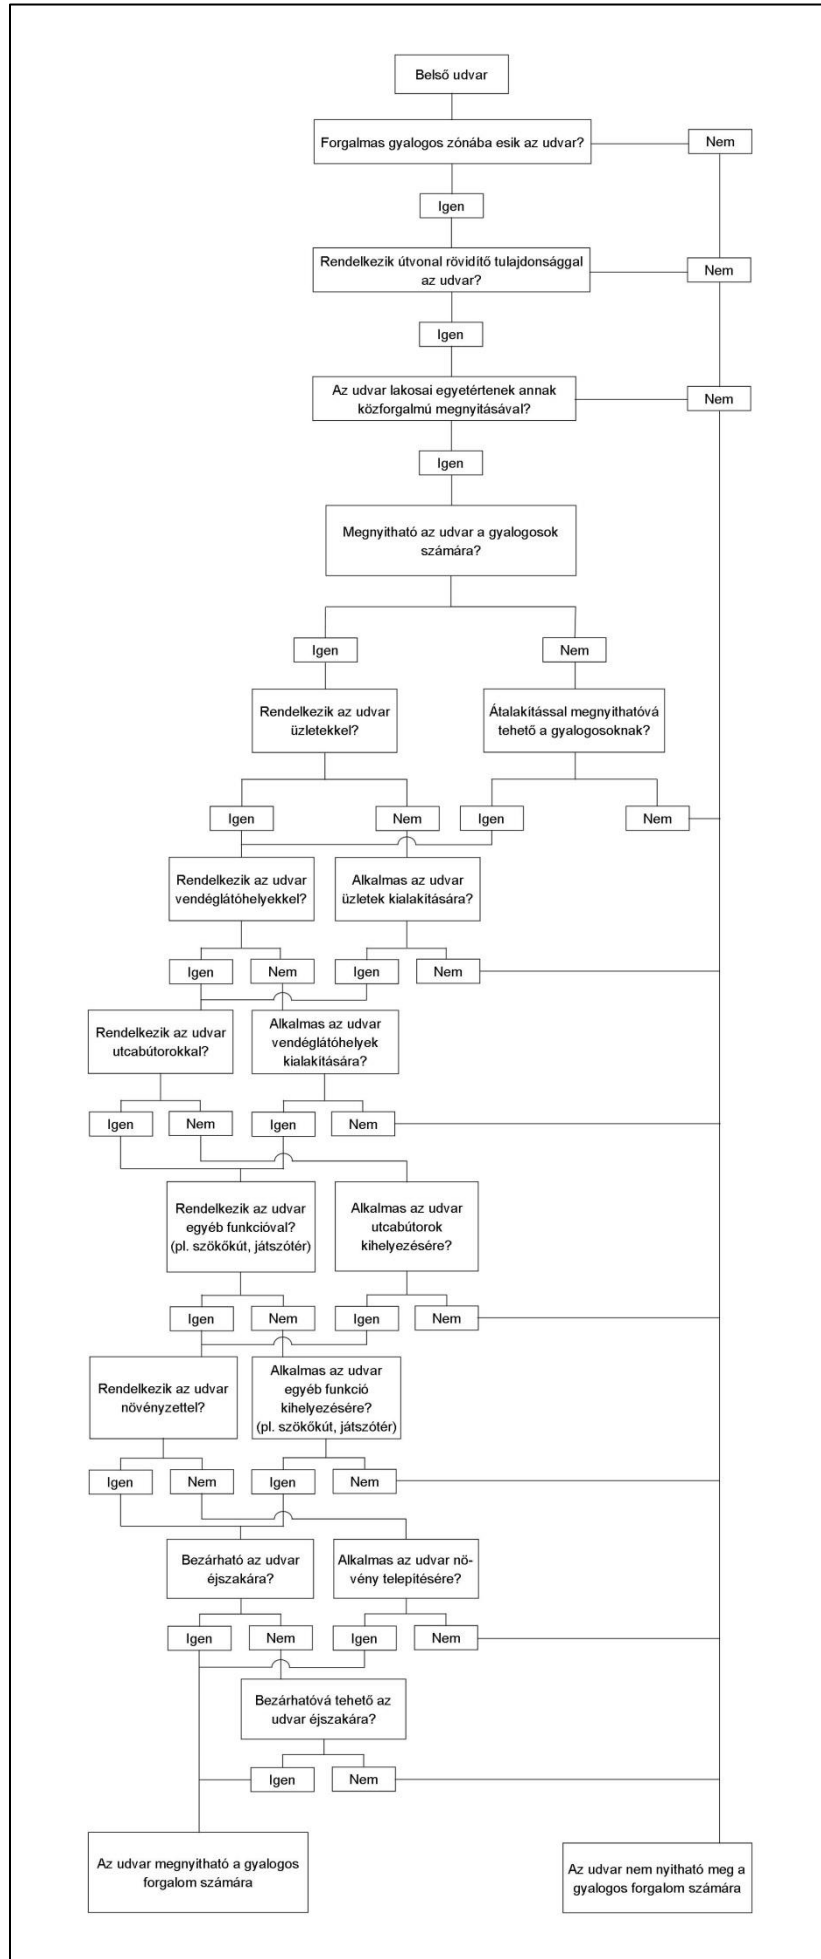 Belső udvar
Forgalmas gyalogos zónába esik az udvar?
Nem
Igen
Rendelkezik útvonal rövidítő tulajdonsággal
az udvar?
Nem
Igen
Az udvar lakosai egyetértenek annak
közforgalmú megnyitásával?
Nem
Igen
Megnyitható az udvar a gyalogosok
számára?
Igen
Nem
Rendelkezik az udvar
üzletekkel?
Átalakítással megnyithatóvá
tehető a gyalogosoknak?
Igen
Nem
Igen
Nem
Rendelkezik az udvar
vendéglátóhelyekkel?
Alkalmas az udvar
üzletek kialakítására?
Igen
Nem
Igen
Nem
Rendelkezik az udvar
utcabútorokkal?
Alkalmas az udvar
vendéglátóhelyek
kialakítására?
Igen
Nem
Igen
Nem
Rendelkezik az udvar
egyéb funkcióval?
(pl. szökőkút, játszótér)
Alkalmas az udvar
utcabútorok
kihelyezésére?
Igen
Nem
Igen
Nem
Rendelkezik az udvar
növényzettel?
Alkalmas az udvar
egyéb funkció
kihelyezésére?
(pl. szökőkút, játszótér)
Igen
Nem
Igen
Nem
Bezárható az udvar
éjszakára?
Alkalmas az udvar nö-
vény telepítésére?
Igen
Nem
Igen
Nem
Bezárhatóvá tehető az
udvar éjszakára?
Igen
Nem
Az udvar megnyitható a gyalogos
forgalom számára
Az udvar nem nyitható meg a
gyalogos forgalom számára